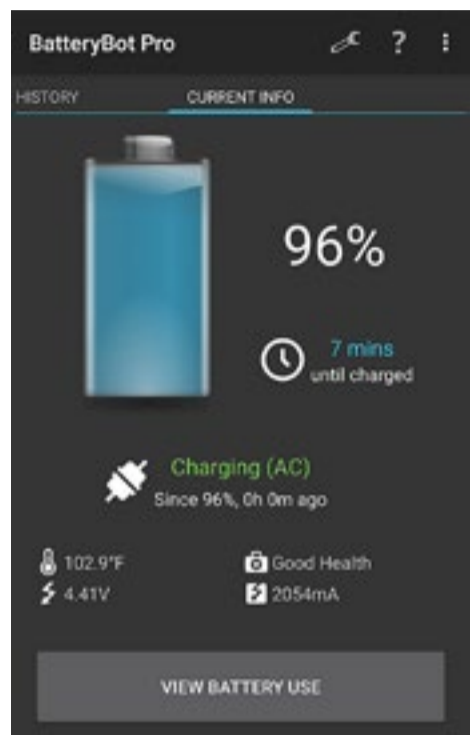 BatteryBot Pro ?
HISTORY CURRENT INFO
96%
7 mins
until charged
Charging (AC)
Since 96%, 0h 0m ago
102.9°F Good Health
4.41V 2054mA
VIEW BATTERY USE